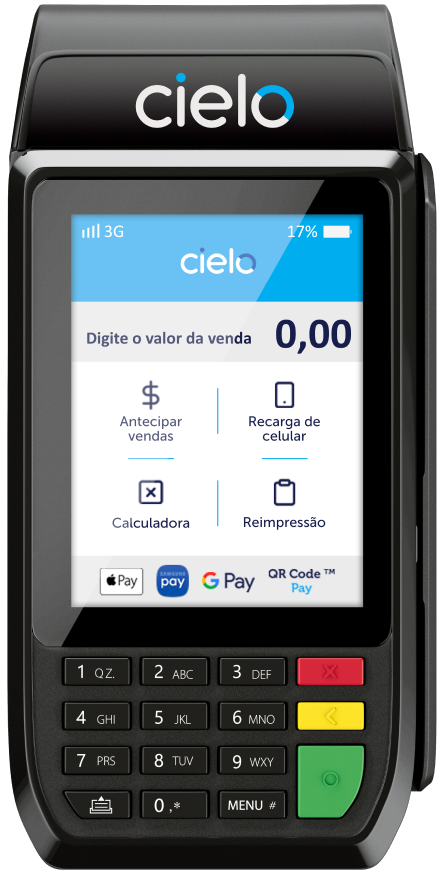 cielo
3G 17%
cielo
Digite o valor da venda 0,00
Antecipar vendas
Recarga de celular
Calculadora
Reimpressão
Pay
SAMSUNG pay
G Pay
QR Code ™ Pay
1 QZ. 2 ABC 3 DEF
4 GHI 5 JKL 6 MNO
7 PRS 8 TUV 9 WXY
0 ,* MENU #